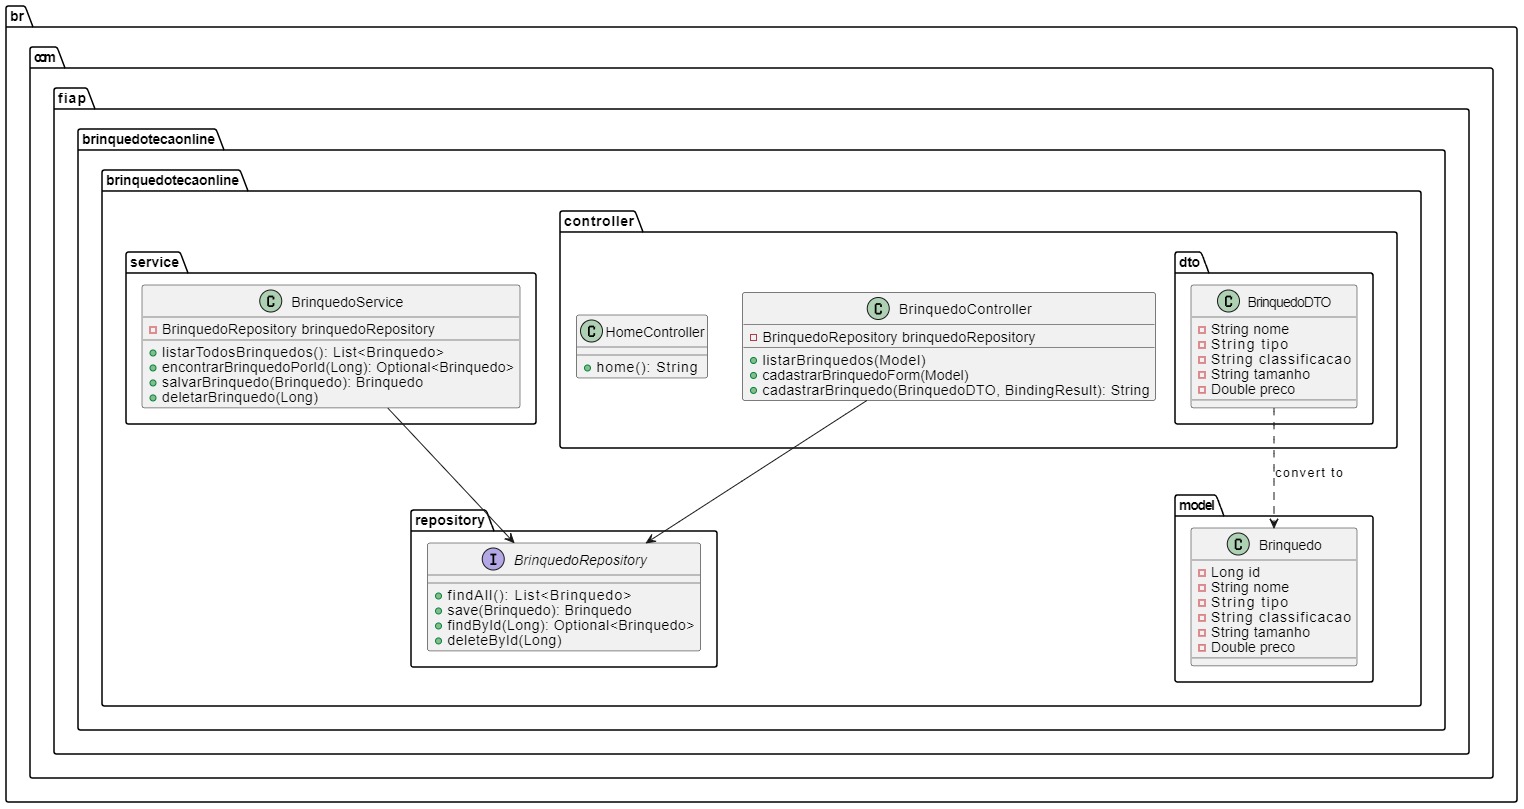 br
com
fiap
brinquedotecaonline
brinquedotecaonline
service
C BrinquedoService
BrinquedoRepository brinquedoRepository
listarTodosBrinquedos(): List<Brinquedo>
encontrarBrinquedoPorId(Long): Optional<Brinquedo>
salvarBrinquedo(Brinquedo): Brinquedo
deletarBrinquedo(Long)
controller
C HomeController
home(): String
C BrinquedoController
BrinquedoRepository brinquedoRepository
listarBrinquedos(Model)
cadastrarBrinquedoForm(Model)
cadastrarBrinquedo(BrinquedoDTO, BindingResult): String
dto
C BrinquedoDTO
String nome
String tipo
String classificacao
String tamanho
Double preco
convert to
repository
I BrinquedoRepository
findAll(): List<Brinquedo>
save(Brinquedo): Brinquedo
findById(Long): Optional<Brinquedo>
deleteById(Long)
model
C Brinquedo
Long id
String nome
String tipo
String classificacao
String tamanho
Double preco